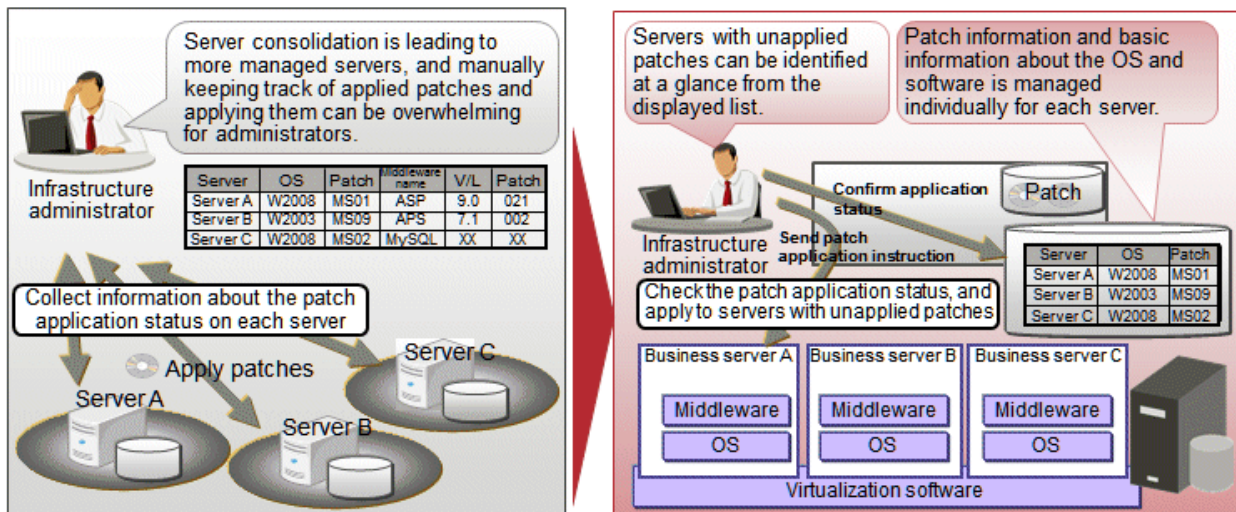 Server consolidation is leading to
more managed servers, and manually
keeping track of applied patches and
applying them can be overwhelming
for administrators.
Infrastructure
administrator
Server OS Patch Middleware name V/L Patch
Server A W2008 MS01 ASP 9.0 021
Server B W2003 MS09 APS 7.1 002
Server C W2008 MS02 MySQL XX XX
Collect information about the patch
application status on each server
Apply patches
Server A
Server B
Server C
Servers with unapplied
patches can be identified
at a glance from the
displayed list.
Patch information and basic
information about the OS and
software is managed
individually for each server.
Infrastructure
administrator
Confirm application
status
Patch
Send patch
application instruction
Server OS Patch
Server A W2008 MS01
Server B W2003 MS09
Server C W2008 MS02
Check the patch application status, and
apply to servers with unapplied patches
Business server A
Business server B
Business server C
Middleware
Middleware
Middleware
OS
OS
OS
Virtualization software